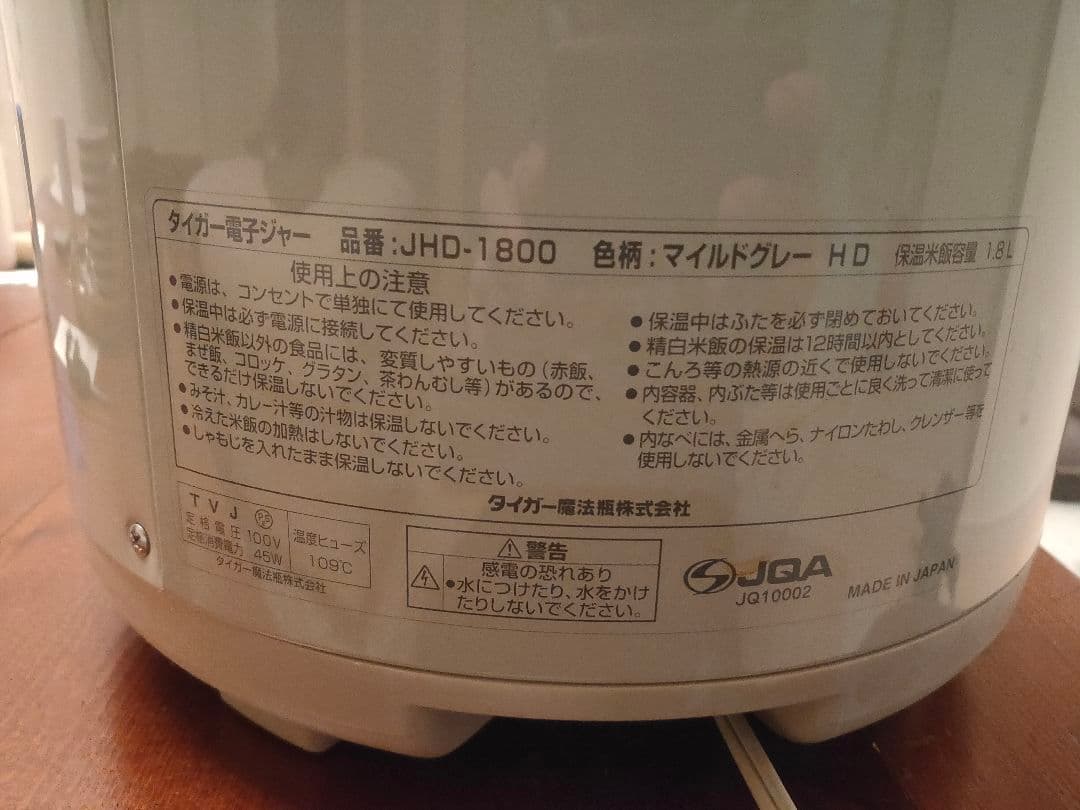 タイガー電子ジャー 品番:JHD-1800 色柄:マイルドグレー HD 保温米飯容量 1.8L
使用上の注意
●電源は、コンセントで単独にて使用してください。
●保温中は必ず電源に接続してください。
●精白米飯以外の食品には、変質しやすいもの(赤飯、
まぜ飯、コロッケ、グラタン、茶わんむし等)があるので、
できるだけ保温しないでください。
●みそ汁、カレー汁等の汁物は保温しないでください。
●冷えた米飯の加熱はしないでください。
●しゃもじを入れたまま保温しないでください。
●保温中はふたを必ず閉めておいてください。
●精白米飯の保温は12時間以内としてください。
●こんろ等の熱源の近くで使用しないでください。
●内容器、内ぶた等は使用ごとに良く洗って清潔に使って
ください。
●内なべには、金属へら、ナイロンたわし、クレンザー等を
使用しないでください。
タイガー魔法瓶株式会社
TVJ
定格電圧 100V
定格消費電力 45W
タイガー魔法瓶株式会社
温度ヒューズ
109℃
⚠警告
感電の恐れあり
●水につけたり、水をかけ
たりしないでください。
JQA
JQ10002
MADE IN JAPAN